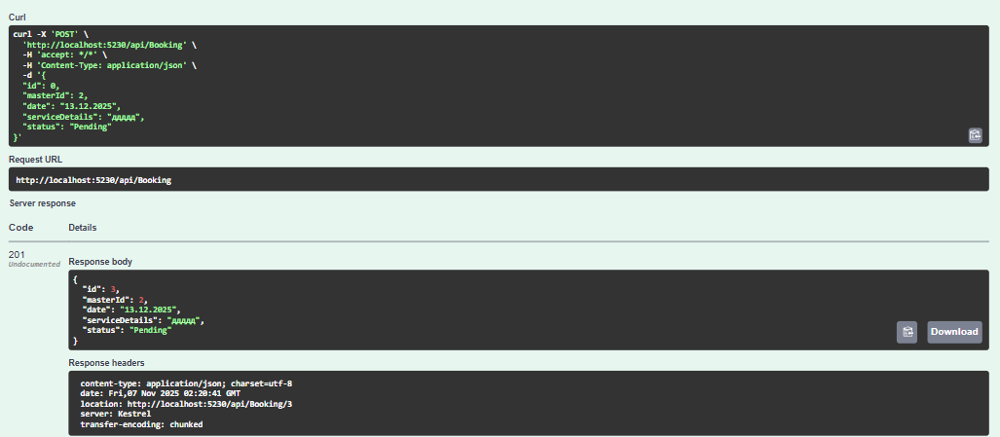 Curl
curl -X 'POST' \
'http://localhost:5230/api/Booking' \
-H 'accept: */*' \
-H 'Content-Type: application/json' \
-d '{
"id": 0,
"masterId": 2,
"date": "13.12.2025",
"serviceDetails": "ддддд",
"status": "Pending"
}'
Request URL
http://localhost:5230/api/Booking
Server response
Code Details
201
Undocumented
Response body
{
"id": 3,
"masterId": 2,
"date": "13.12.2025",
"serviceDetails": "ддддд",
"status": "Pending"
}
Download
Response headers
content-type: application/json; charset=utf-8
date: Fri,07 Nov 2025 02:20:41 GMT
location: http://localhost:5230/api/Booking/3
server: Kestrel
transfer-encoding: chunked